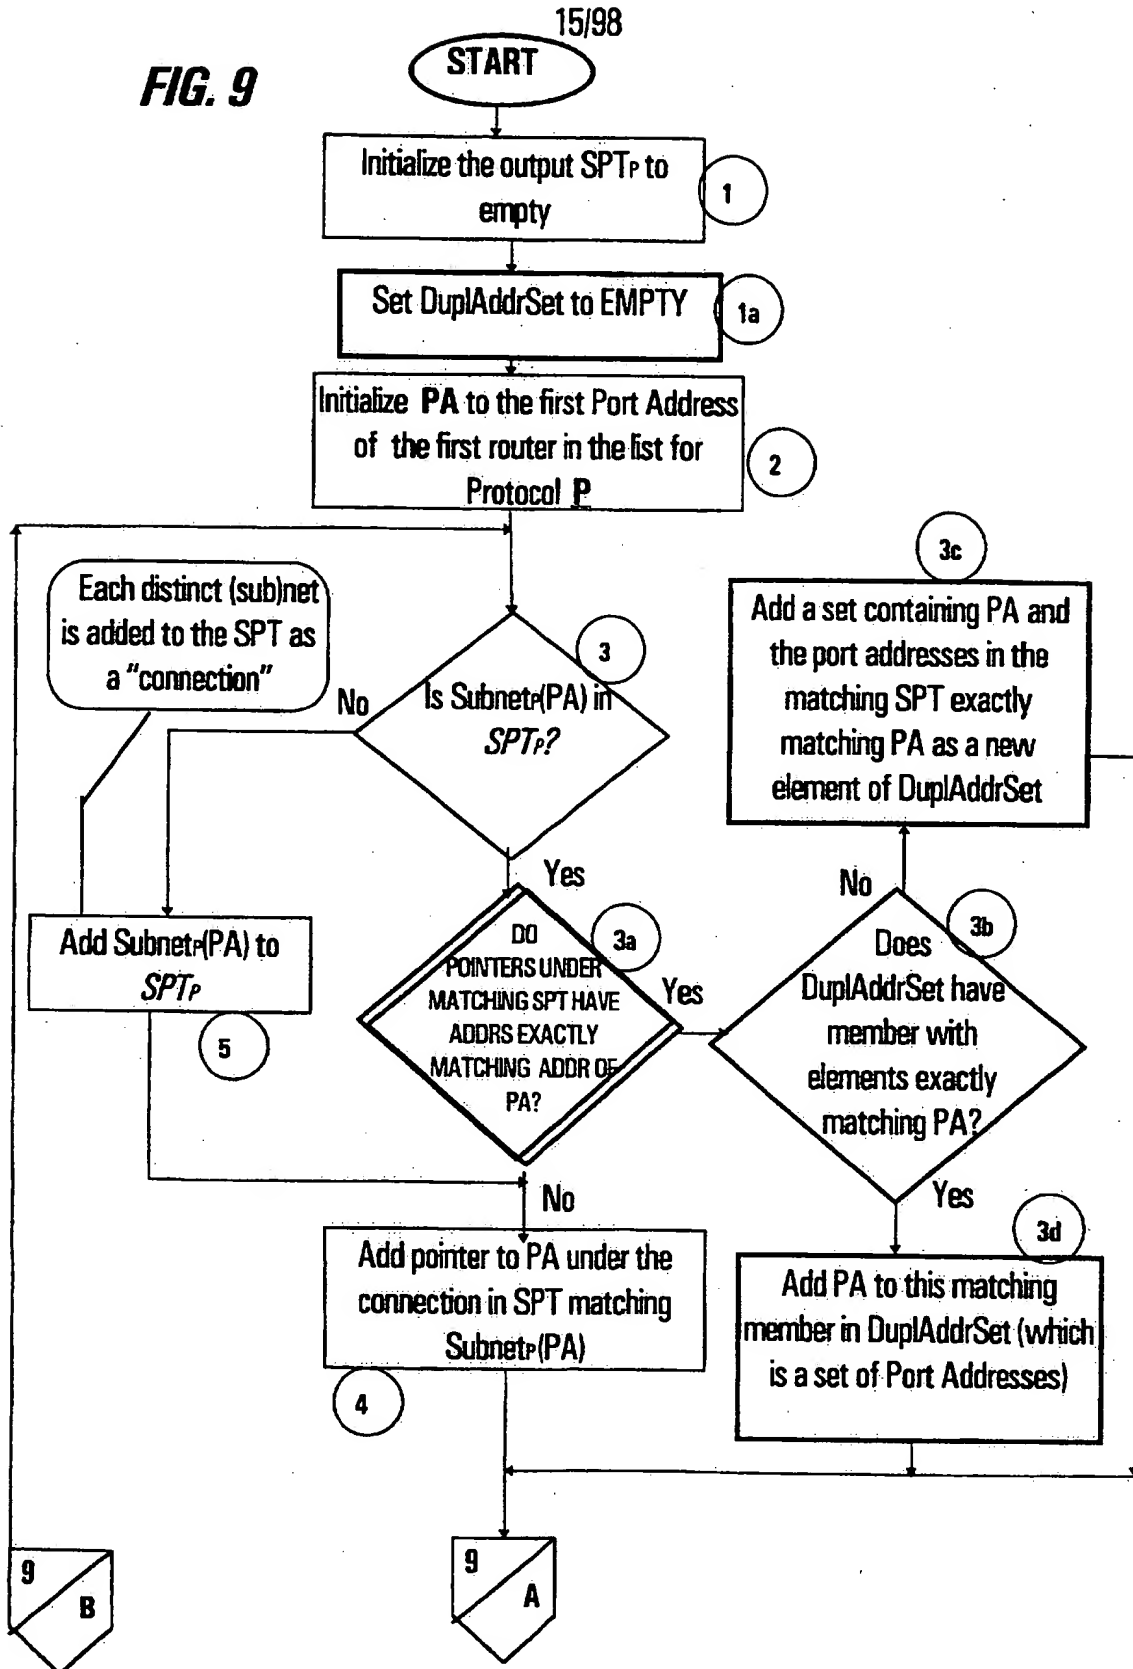 15/98
FIG. 9
START
Initialize the output SPTP to
empty
1
Set DuplAddrSet to EMPTY
1a
Initialize PA to the first Port Address
of the first router in the list for
Protocol P
2
Each distinct (sub)net
is added to the SPT as
a "connection"
No
3
Is SubnetP(PA) in
SPTP?
Yes
3c
Add a set containing PA and
the port addresses in the
matching SPT exactly
matching PA as a new
element of DuplAddrSet
Add SubnetP(PA) to
SPTP
5
3a
DO
POINTERS UNDER
MATCHING SPT HAVE
ADDRS EXACTLY
MATCHING ADDR OF
PA?
Yes
No
No
3b
Does
DuplAddrSet have
member with
elements exactly
matching PA?
Yes
Add pointer to PA under the
connection in SPT matching
SubnetP(PA)
4
3d
Add PA to this matching
member in DuplAddrSet (which
is a set of Port Addresses)
9
B
9
A